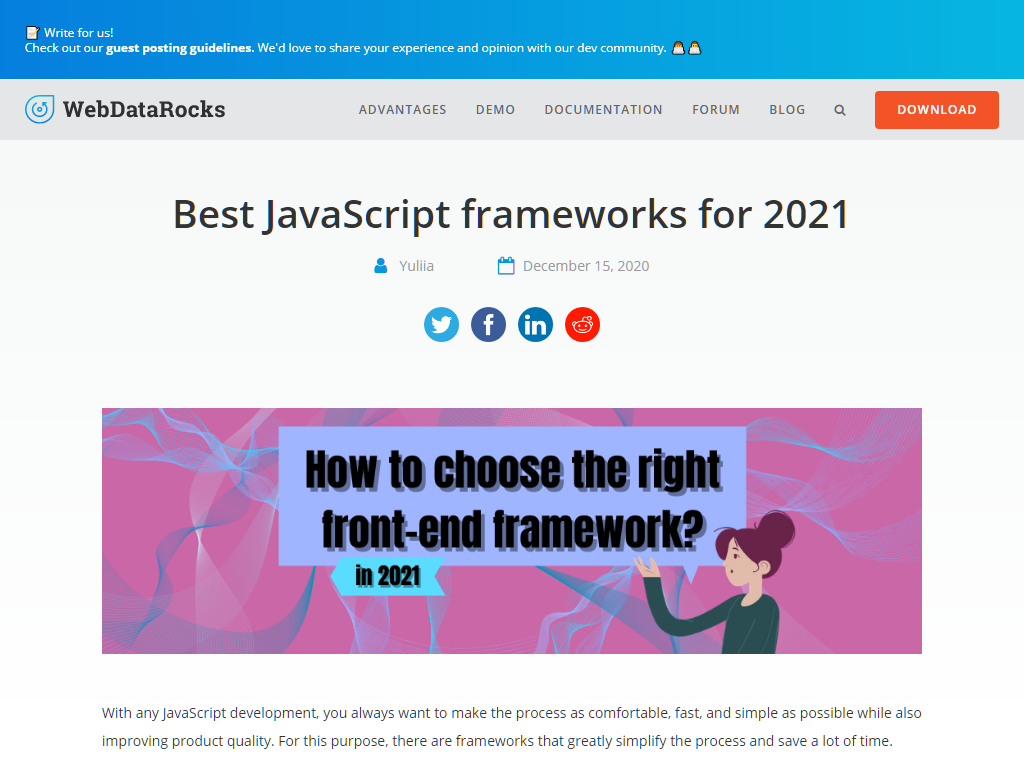 Write for us!
Check out our guest posting guidelines. We'd love to share your experience and opinion with our dev community.
WebDataRocks
ADVANTAGES DEMO DOCUMENTATION FORUM BLOG DOWNLOAD
Best JavaScript frameworks for 2021
Yuliia December 15, 2020
How to choose the right
front-end framework?
in 2021
With any JavaScript development, you always want to make the process as comfortable, fast, and simple as possible while also
improving product quality. For this purpose, there are frameworks that greatly simplify the process and save a lot of time.